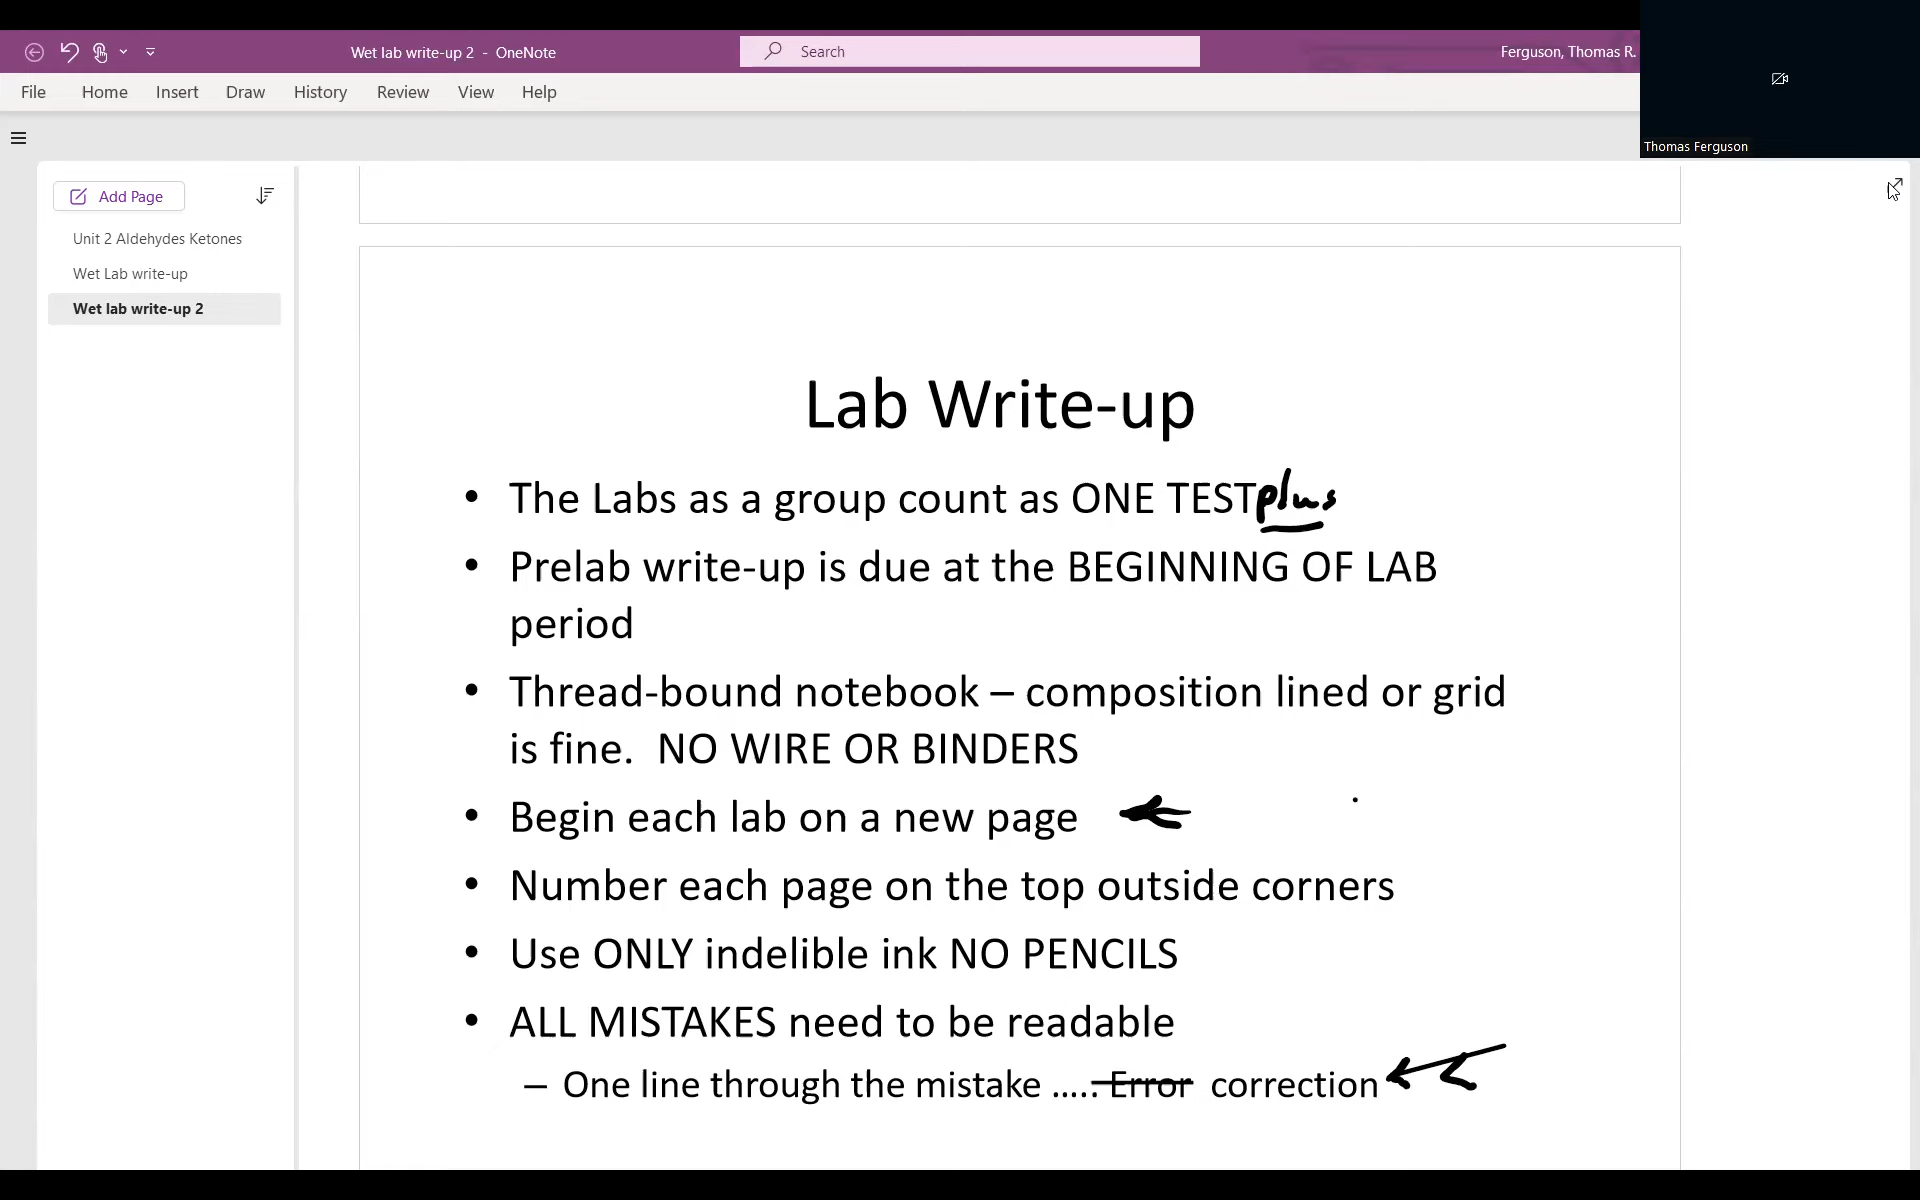 Wet lab write-up 2 - OneNote
Search
Ferguson, Thomas R.
File Home Insert Draw History Review View Help
Thomas Ferguson
Add Page
Unit 2 Aldehydes Ketones
Wet Lab write-up
Wet lab write-up 2
Lab Write-up
• The Labs as a group count as ONE TEST plus
• Prelab write-up is due at the BEGINNING OF LAB
period
• Thread-bound notebook – composition lined or grid
is fine. NO WIRE OR BINDERS
• Begin each lab on a new page
• Number each page on the top outside corners
• Use ONLY indelible ink NO PENCILS
• ALL MISTAKES need to be readable
– One line through the mistake ….. Error correction